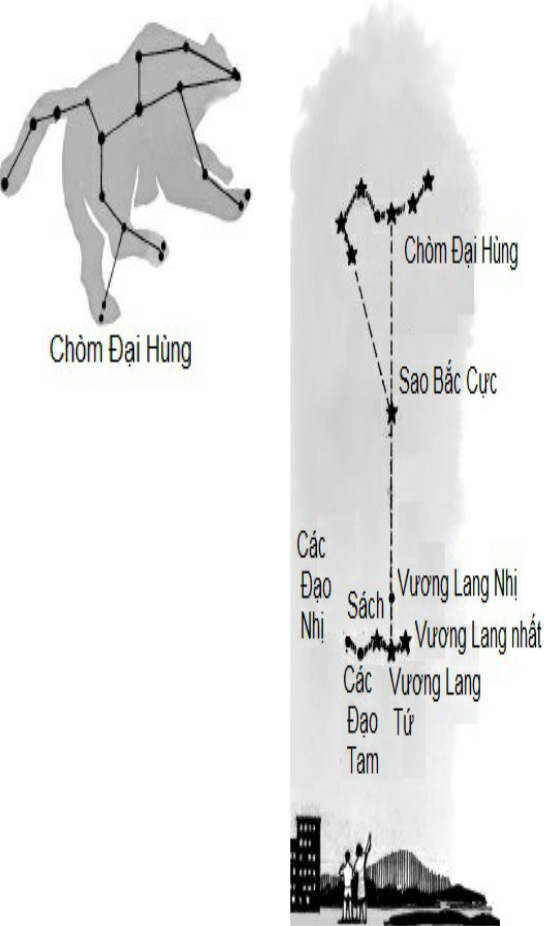 Chòm Đại Hùng
Chòm Đại Hùng
Sao Bắc Cực
Các
Đạo
Nhị
Sách
Vương Lang Nhị
Vương Lang nhất
Các
Đạo
Tam
Vương Lang
Tứ